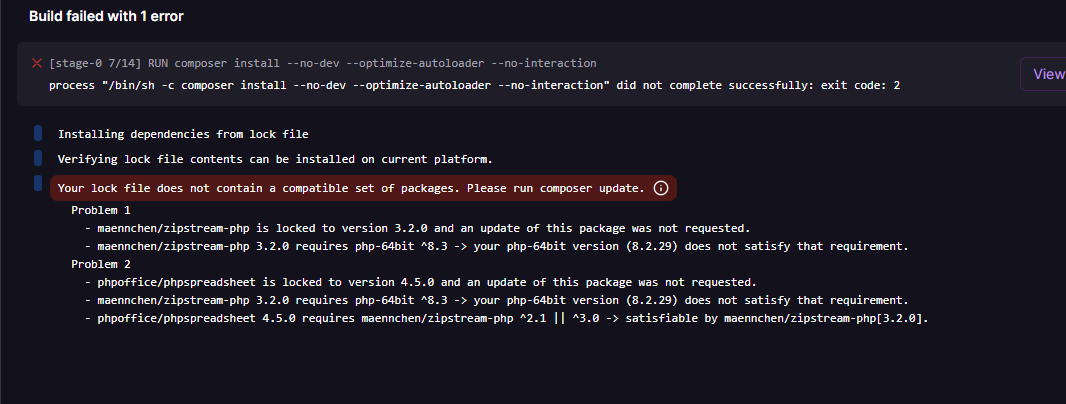 Build failed with 1 error
[stage-0 7/14] RUN composer install --no-dev --optimize-autoloader --no-interaction
process "/bin/sh -c composer install --no-dev --optimize-autoloader --no-interaction" did not complete successfully: exit code: 2
View
Installing dependencies from lock file
Verifying lock file contents can be installed on current platform.
Your lock file does not contain a compatible set of packages. Please run composer update.
Problem 1
- maennchen/zipstream-php is locked to version 3.2.0 and an update of this package was not requested.
- maennchen/zipstream-php 3.2.0 requires php-64bit ^8.3 -> your php-64bit version (8.2.29) does not satisfy that requirement.
Problem 2
- phpoffice/phpspreadsheet is locked to version 4.5.0 and an update of this package was not requested.
- maennchen/zipstream-php 3.2.0 requires php-64bit ^8.3 -> your php-64bit version (8.2.29) does not satisfy that requirement.
- phpoffice/phpspreadsheet 4.5.0 requires maennchen/zipstream-php ^2.1 || ^3.0 -> satisfiable by maennchen/zipstream-php[3.2.0].